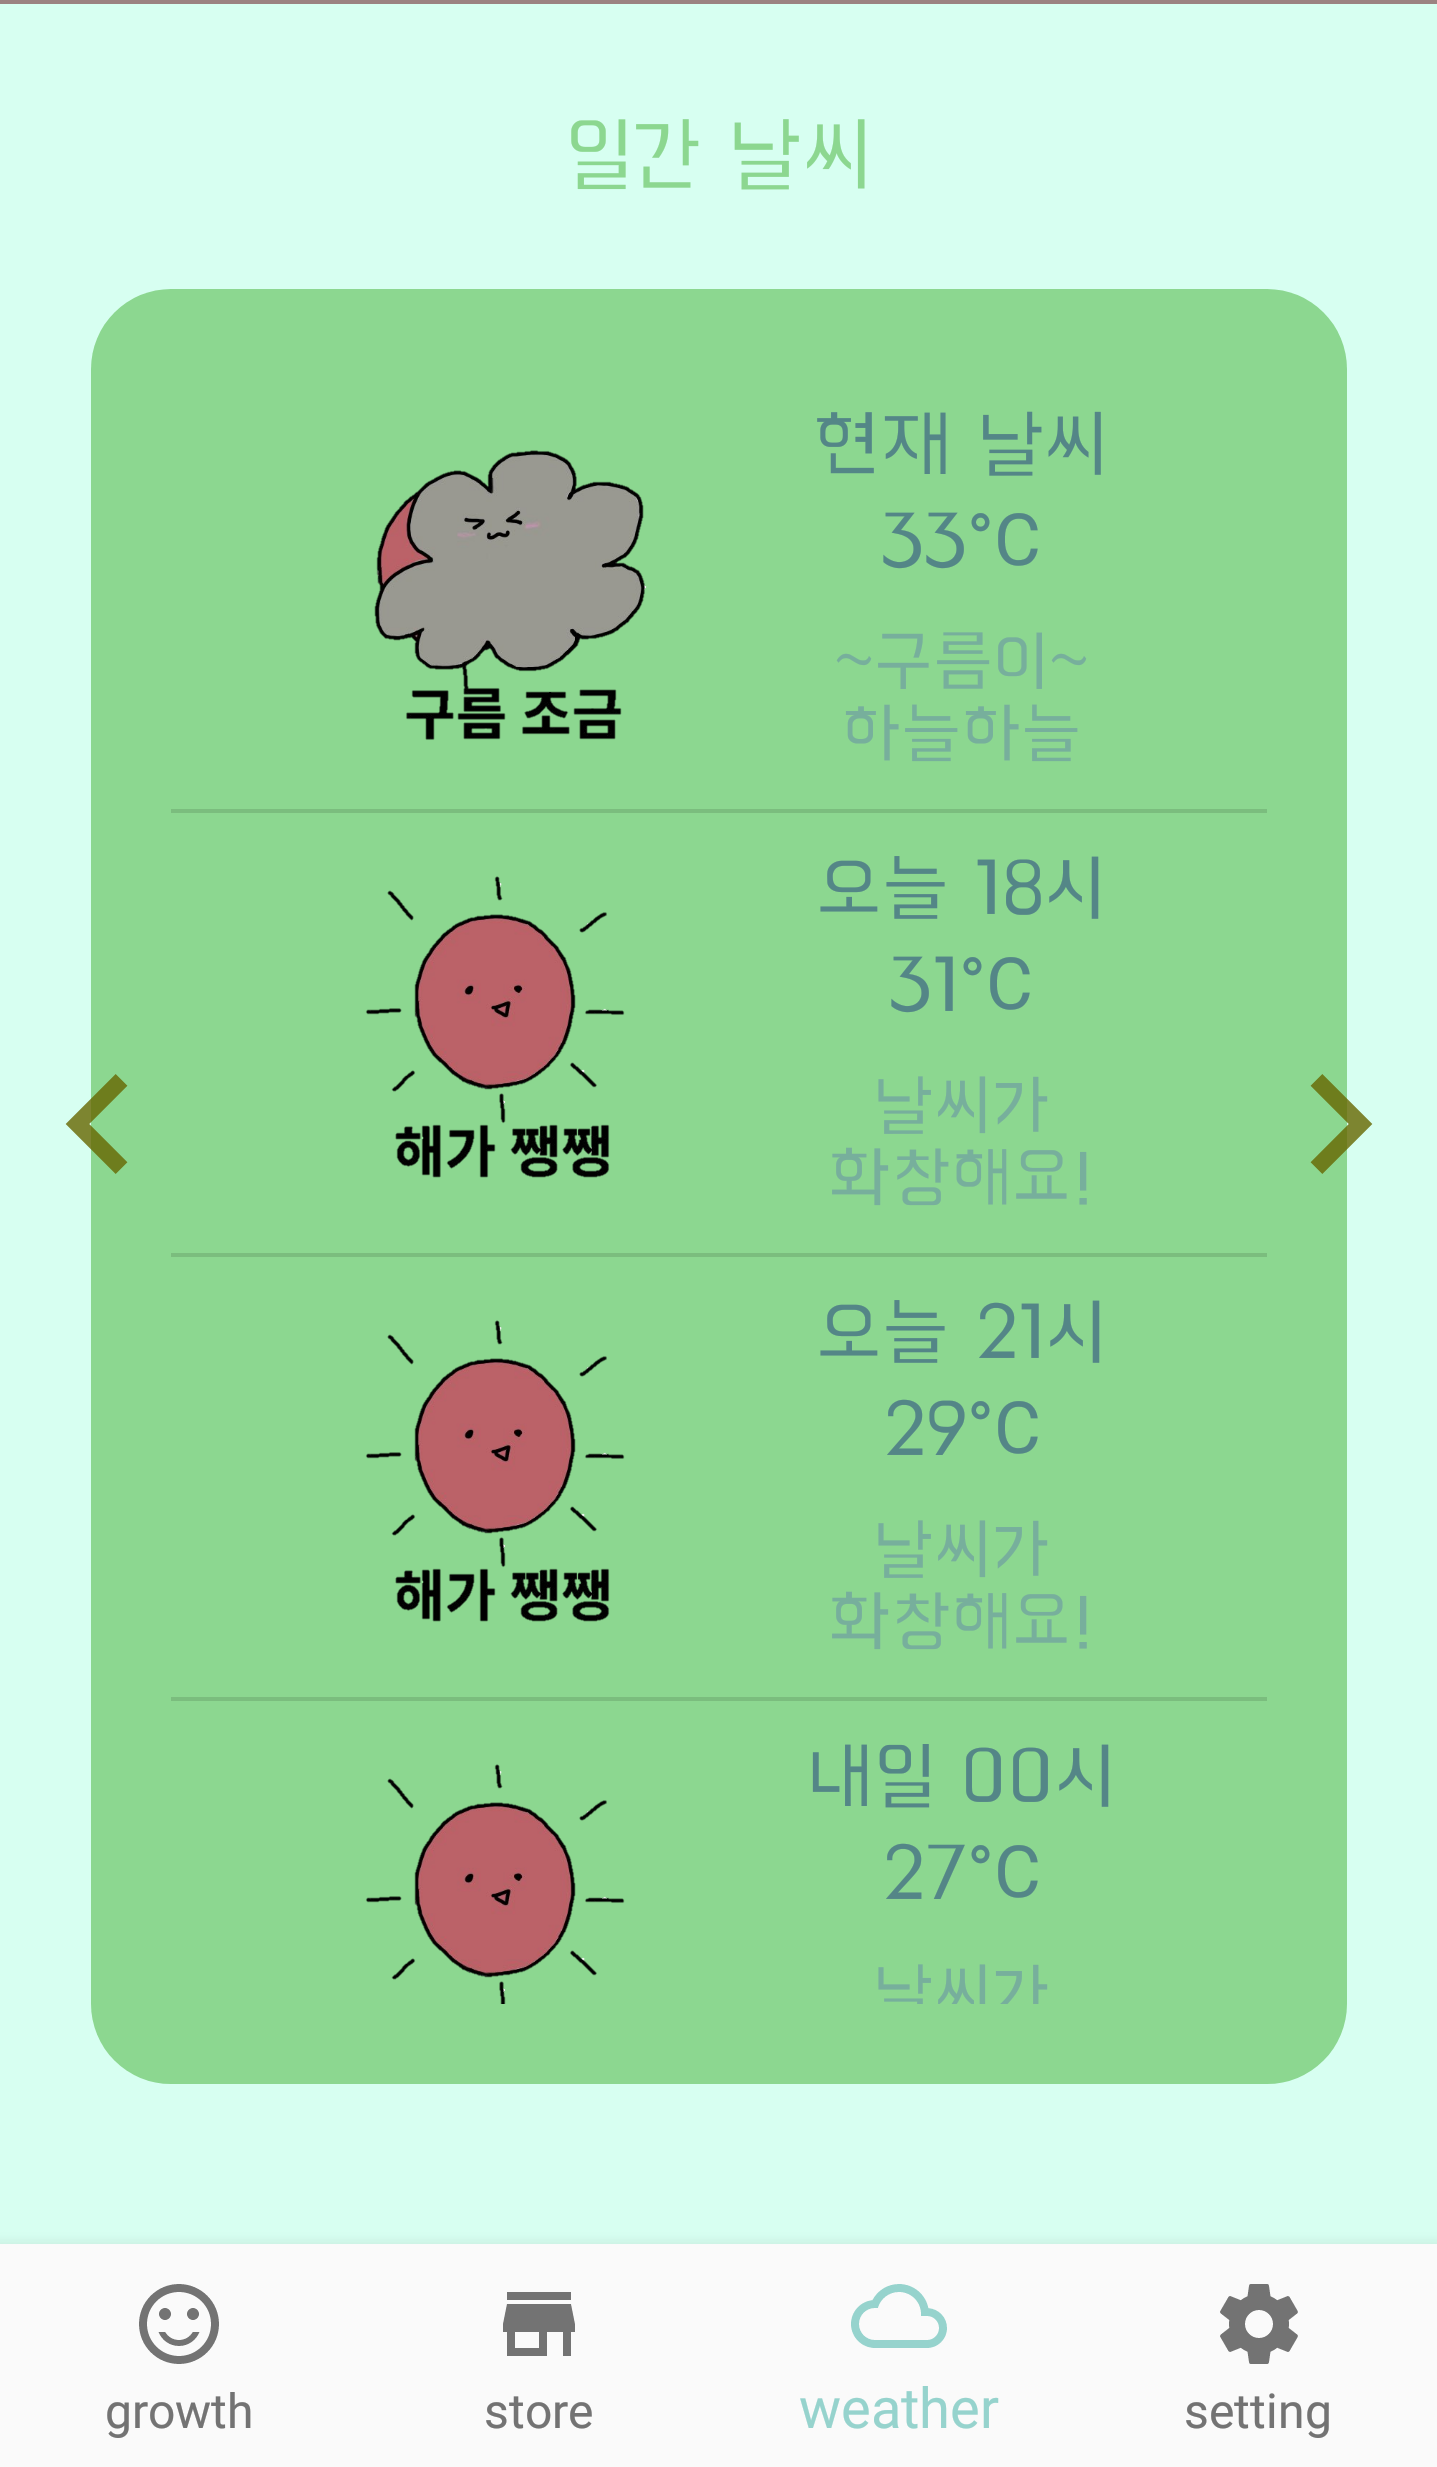 일간 날씨
현재 날씨
33°C
~구름이~
하늘하늘
구름 조금
오늘 18시
31°C
날씨가
화창해요!
해가 쨍쨍
오늘 21시
29°C
날씨가
화창해요!
해가 쨍쨍
내일 00시
27°C
날씨가
growth
store
weather
setting